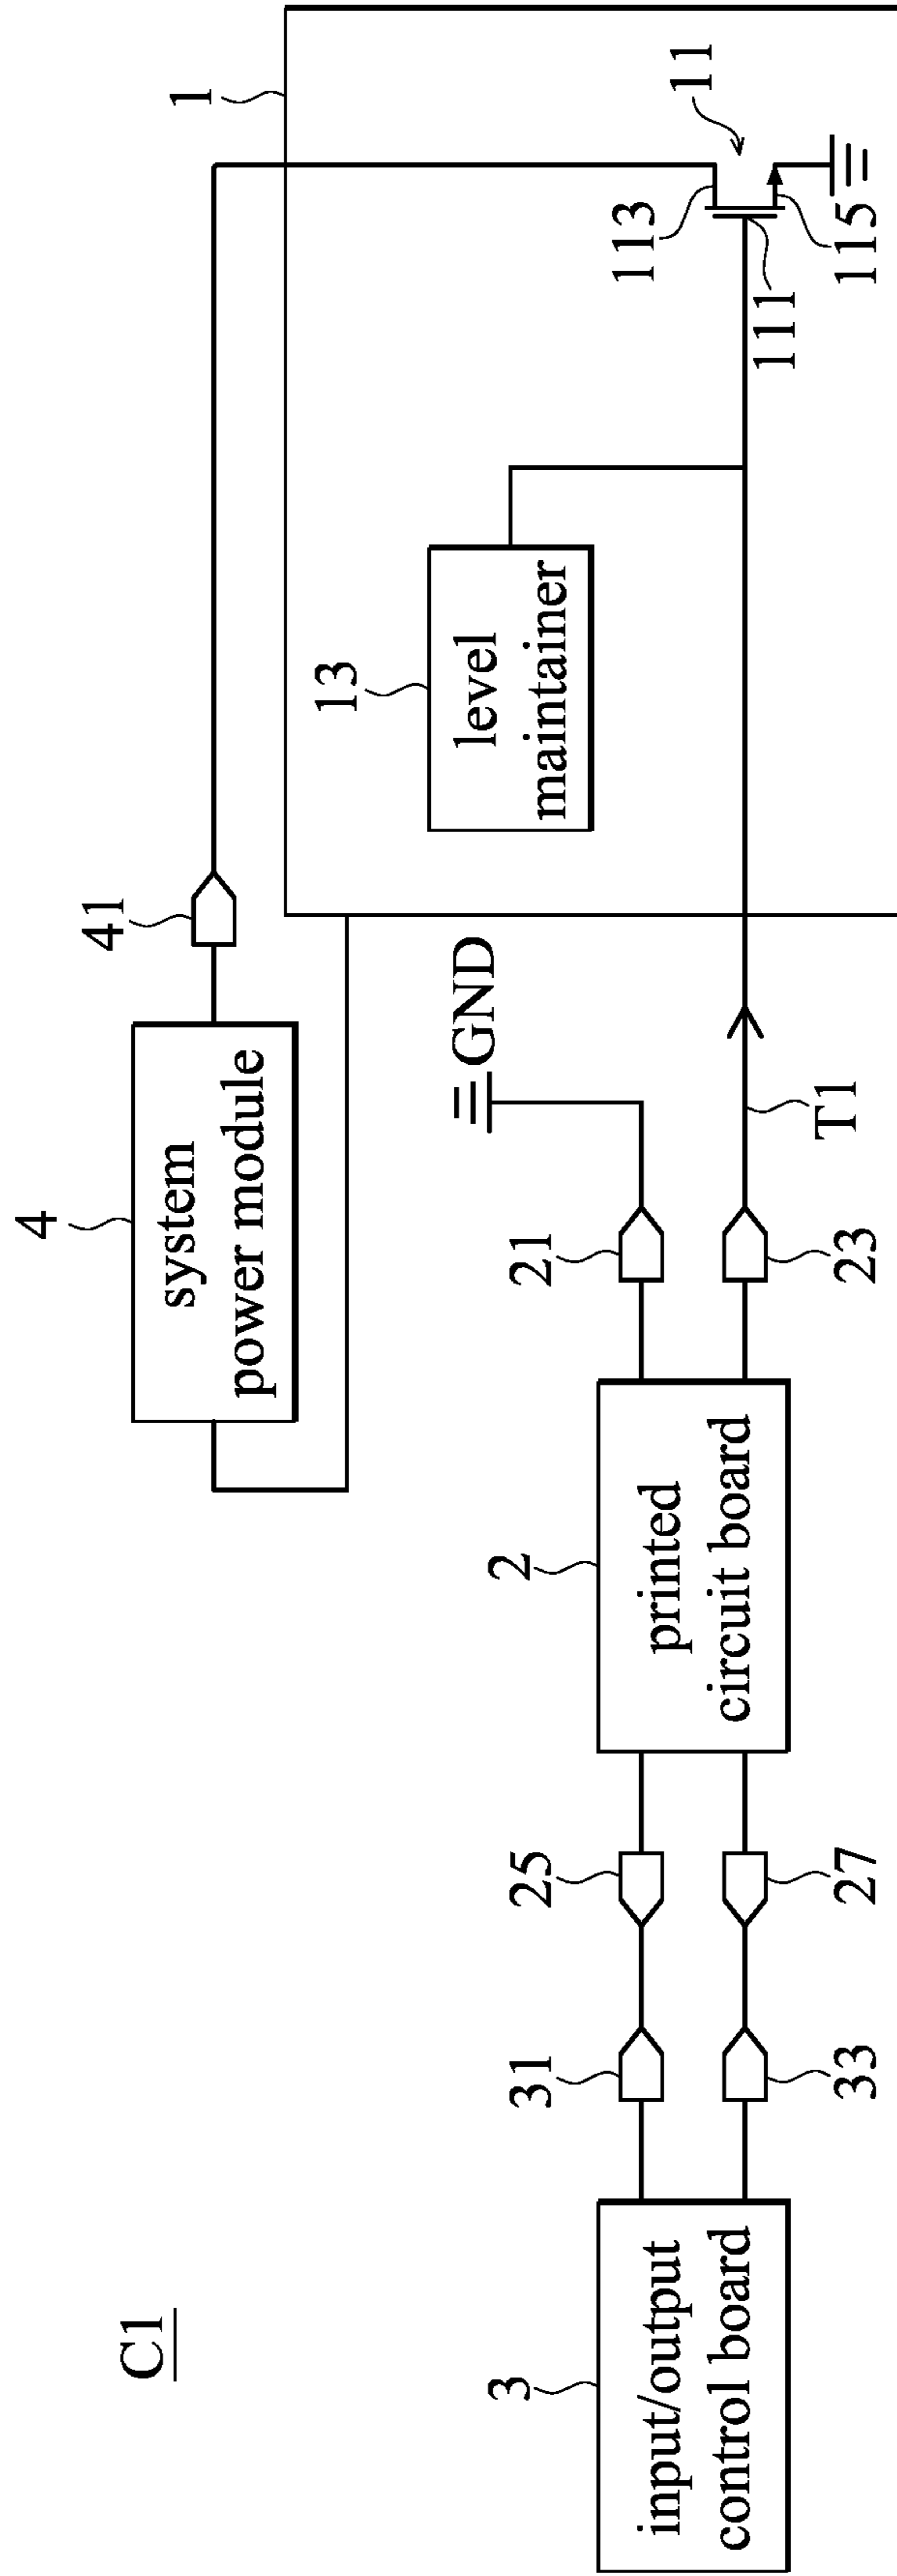 C1
4
system
power module
41
1
13
level
maintainer
11
113
111
115
GND
T1
21
23
2
printed
circuit board
25
27
31
33
3
input/output
control board